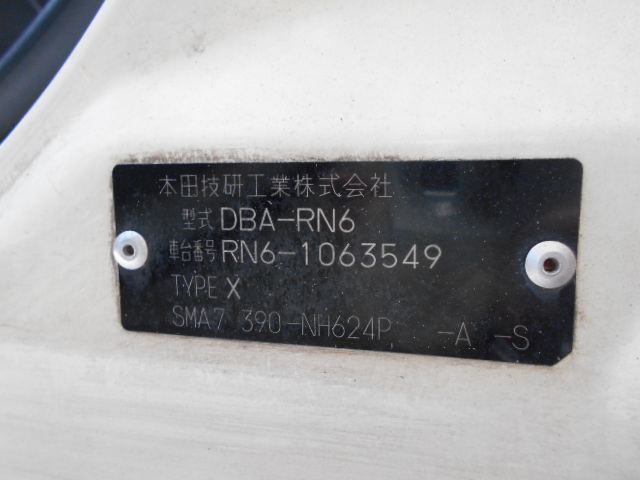 本田技研工業株式会社
型式 DBA-RN6
車台番号 RN6-1063549
TYPE X
SMA7 390-NH624P -A -S